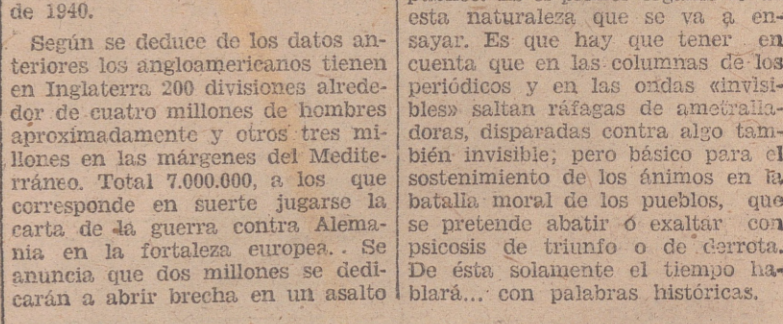 de 1940.
Según se deduce de los datos an-
teriores los angloamericanos tienen
en Inglaterra 200 divisiones alrede-
dor de cuatro millones de hombres
aproximadamente y otros tres mi-
llones en las márgenes del Medite-
rráneo. Total 7.000.000, a los que
corresponde en suerte jugarse la
carta de la guerra contra Alema-
nia en la fortaleza europea. . Se
anuncia que dos millones se dedi-
carán a abrir brecha en un asalto
esta naturaleza que se va a en-
sayar. Es que hay que tener en
cuenta que en las columnas de los
periódicos y en las ondas «invisi-
bles» saltan ráfagas de ametralla-
doras, disparadas contra algo tam-
bién invisible; pero básico para el
sostenimiento de los ánimos en la
batalla moral de los pueblos, que
se pretende abatir ó exaltar con
psicosis de triunfo o de derrota.
De ésta solamente el tiempo ha-
blará... con palabras históricas.